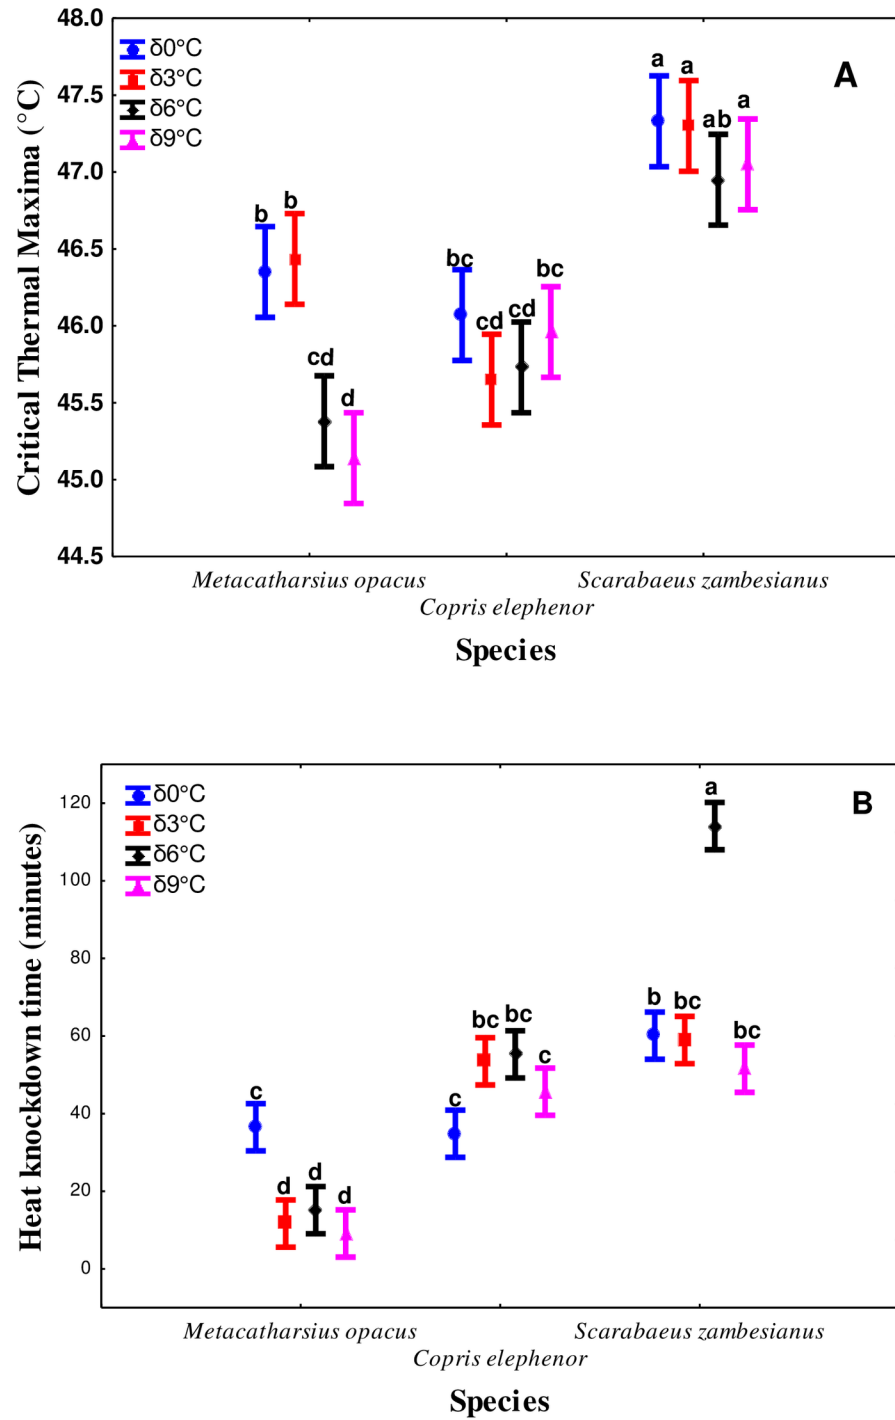 48.0
47.5
47.0
46.5
46.0
45.5
45.0
44.5
Critical Thermal Maxima (°C)
δ0°C
δ3°C
δ6°C
δ9°C
A
b
b
cd
d
bc
cd
cd
bc
a
a
ab
a
Metacatharsius opacus
Scarabaeus zambesianus
Copris elephenor
Species
120
100
80
60
40
20
0
Heat knockdown time (minutes)
δ0°C
δ3°C
δ6°C
δ9°C
B
c
d
d
d
c
bc
bc
c
b
bc
a
bc
Metacatharsius opacus
Scarabaeus zambesianus
Copris elephenor
Species